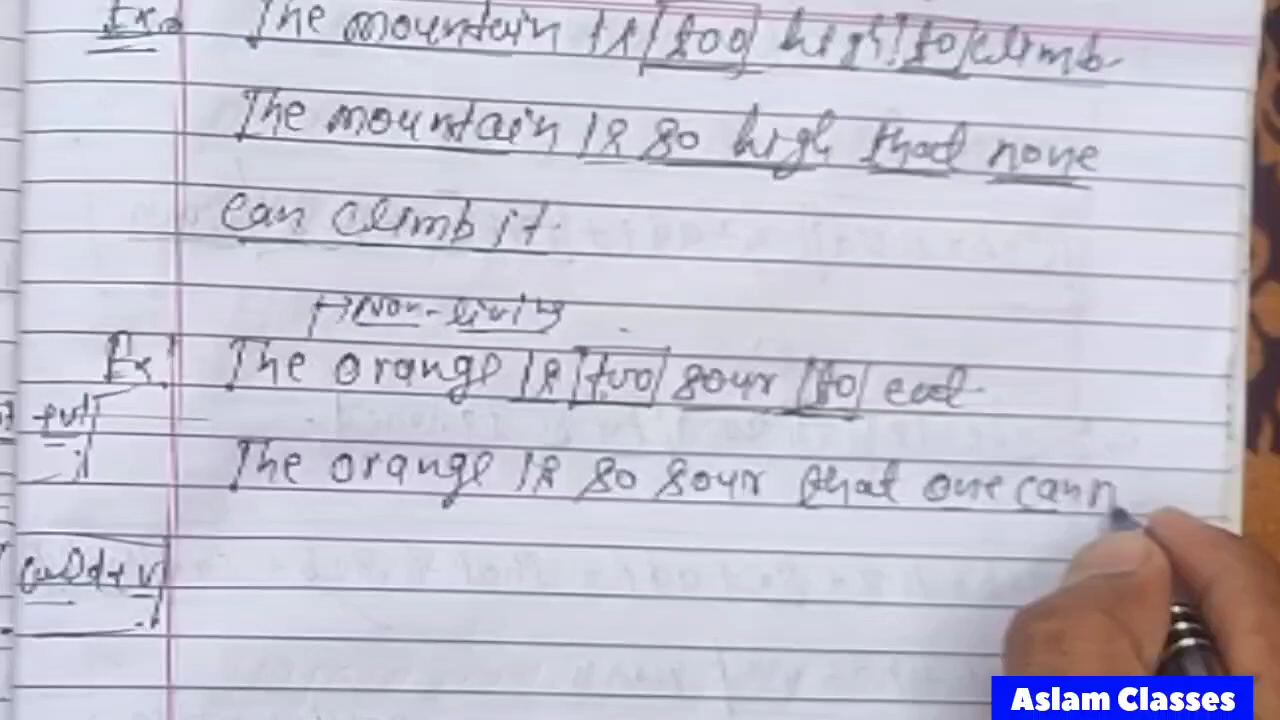 Ex. The mountain is too high to climb.
The mountain is so high that none
can climb it.
→ Non-living
Ex. The orange is too sour to eat.
+v1
The orange is so sour that one cann
+ v1
Aslam Classes